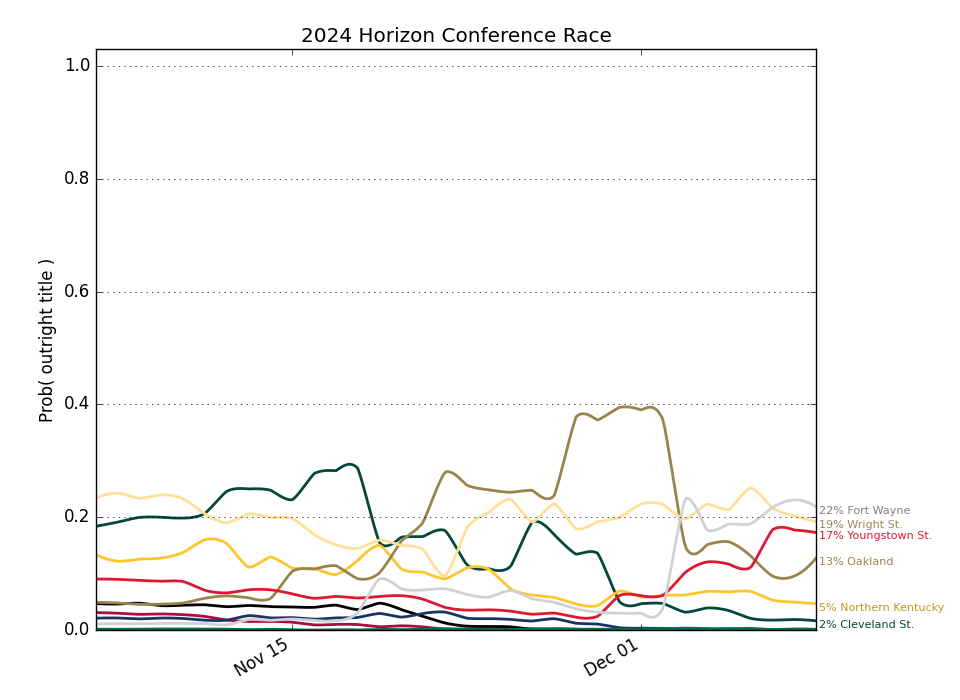 2024 Horizon Conference Race
1.0
0.8
0.6
0.4
0.2
0.0
Prob( outright title )
Nov 15
Dec 01
22% Fort Wayne
19% Wright St.
17% Youngstown St.
13% Oakland
5% Northern Kentucky
2% Cleveland St.